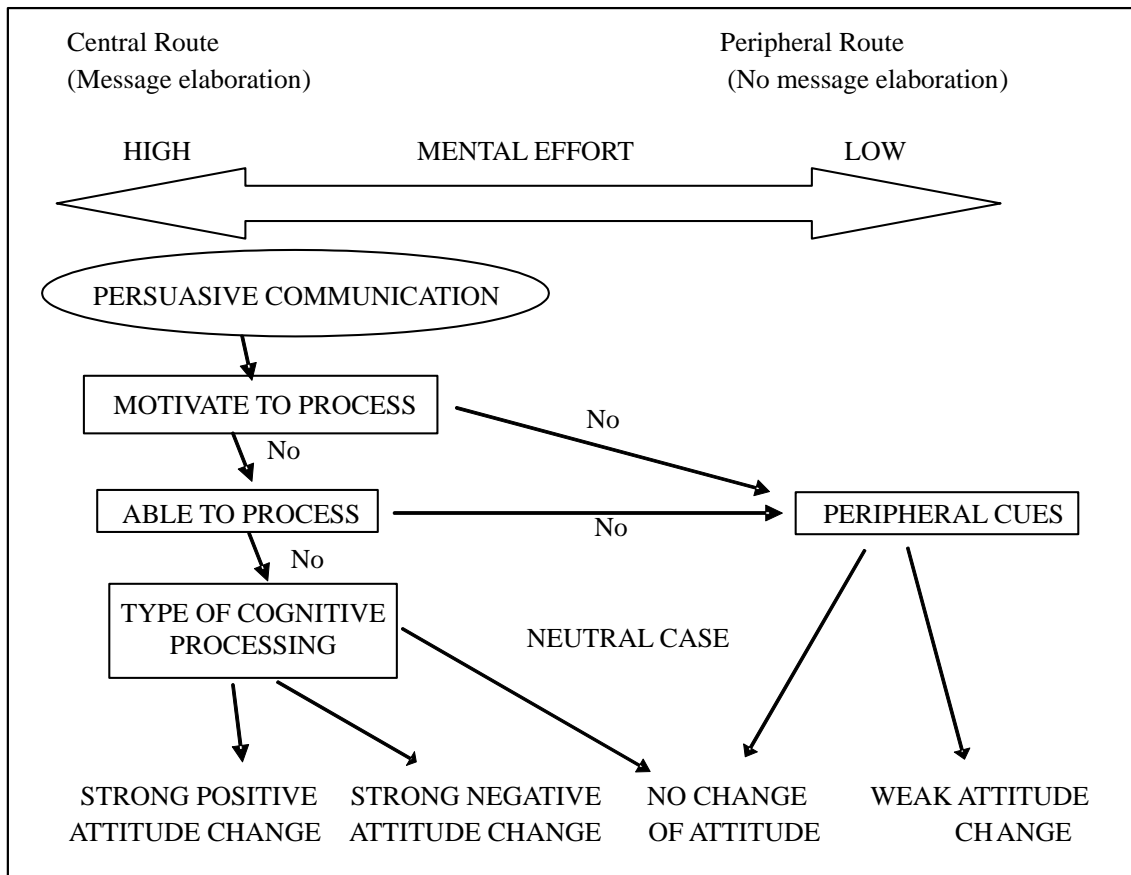 Central Route
(Message elaboration)
Peripheral Route
(No message elaboration)
HIGH
MENTAL EFFORT
LOW
PERSUASIVE COMMUNICATION
MOTIVATE TO PROCESS
No
No
ABLE TO PROCESS
No
PERIPHERAL CUES
No
TYPE OF COGNITIVE
PROCESSING
NEUTRAL CASE
STRONG POSITIVE
ATTITUDE CHANGE
STRONG NEGATIVE
ATTITUDE CHANGE
NO CHANGE
OF ATTITUDE
WEAK ATTITUDE
CHANGE